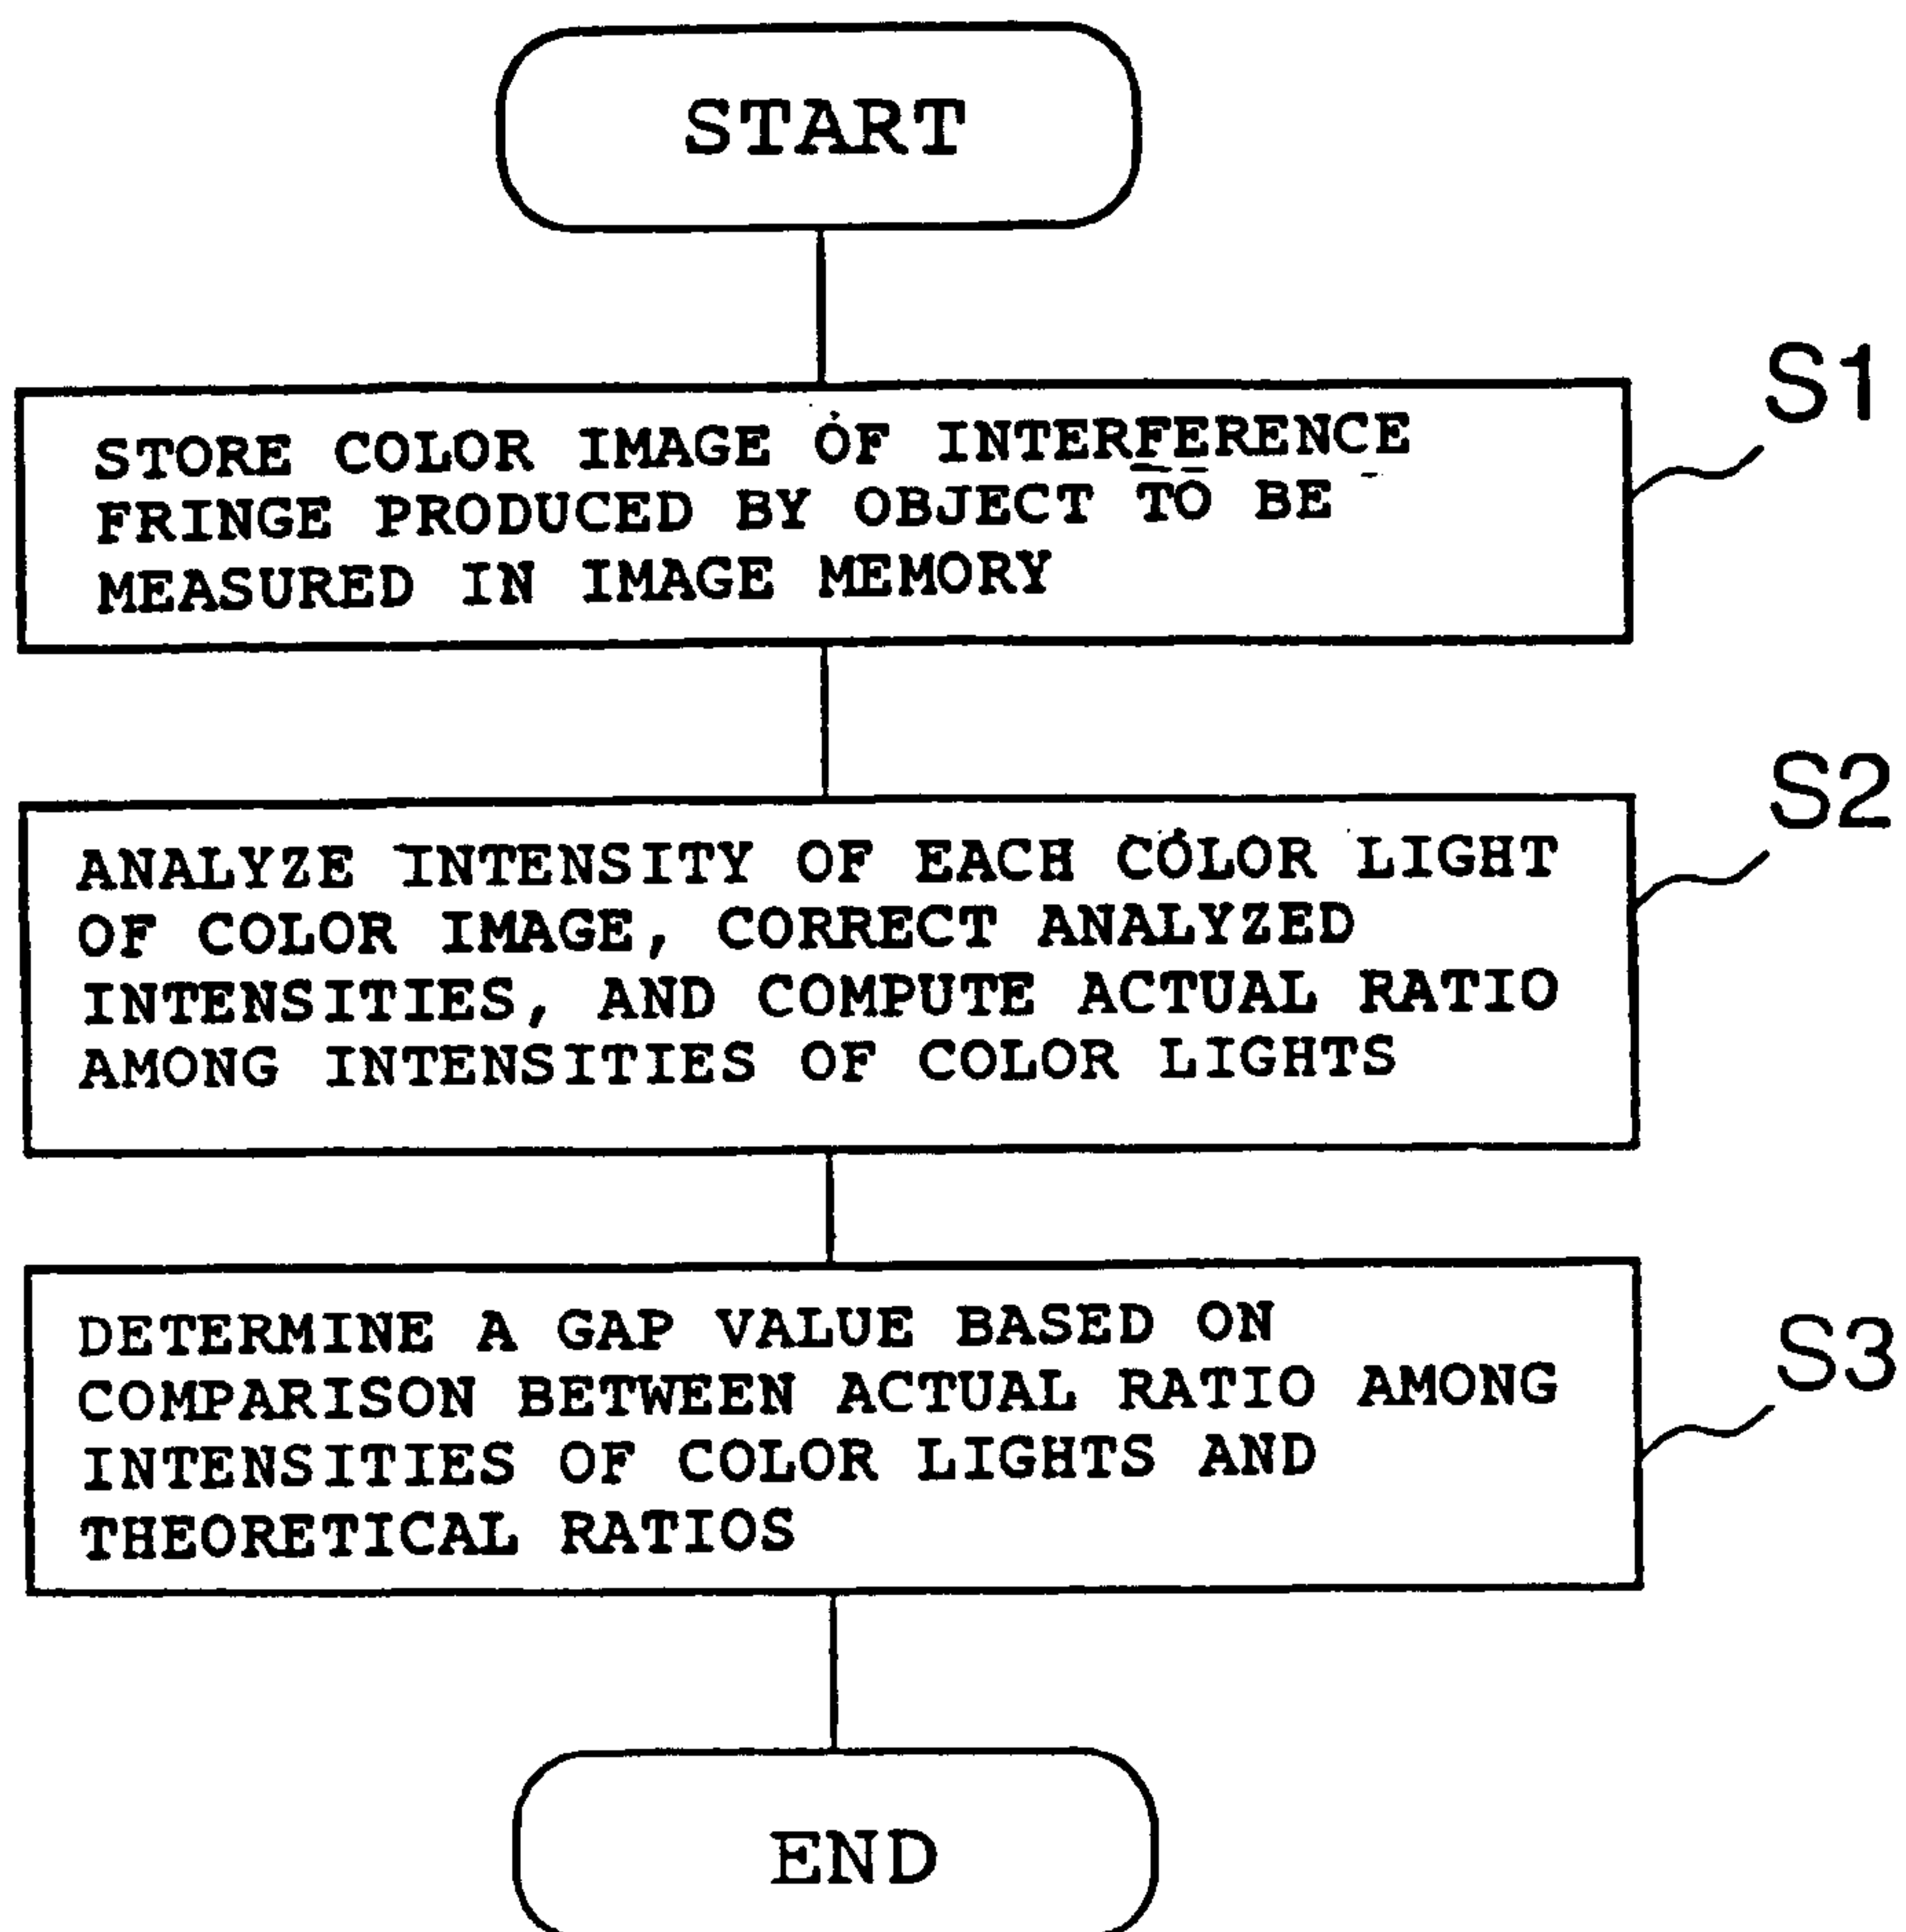 START
S1
STORE COLOR IMAGE OF INTERFERENCE
FRINGE PRODUCED BY OBJECT TO BE
MEASURED IN IMAGE MEMORY
S2
ANALYZE INTENSITY OF EACH COLOR LIGHT
OF COLOR IMAGE, CORRECT ANALYZED
INTENSITIES, AND COMPUTE ACTUAL RATIO
AMONG INTENSITIES OF COLOR LIGHTS
S3
DETERMINE A GAP VALUE BASED ON
COMPARISON BETWEEN ACTUAL RATIO AMONG
INTENSITIES OF COLOR LIGHTS AND
THEORETICAL RATIOS
END